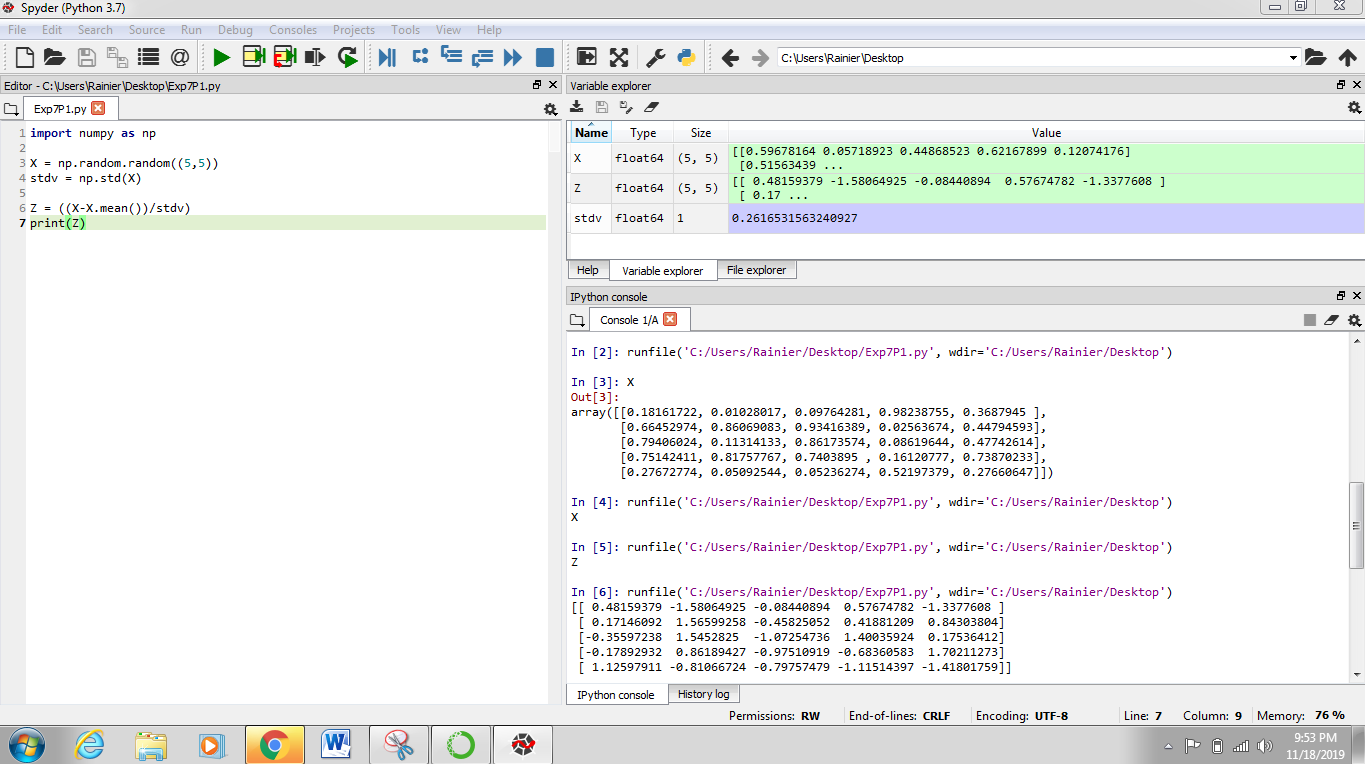 Spyder (Python 3.7)
File Edit Search Source Run Debug Consoles Projects Tools View Help
C:\Users\Rainier\Desktop
Editor - C:\Users\Rainier\Desktop\Exp7P1.py
Exp7P1.py
1 import numpy as np
2
3 X = np.random.random((5,5))
4 stdv = np.std(X)
5
6 Z = ((X-X.mean())/stdv)
7 print(Z)
Variable explorer
Name Type Size Value
X float64 (5, 5) [[0.59678164 0.05718923 0.44868523 0.62167899 0.12074176]
[0.51563439 ...
Z float64 (5, 5) [[ 0.48159379 -1.58064925 -0.08440894  0.57674782 -1.3377608 ]
[ 0.17 ...
stdv float64 1 0.2616531563240927
Help Variable explorer File explorer
IPython console
Console 1/A
In [2]: runfile('C:/Users/Rainier/Desktop/Exp7P1.py', wdir='C:/Users/Rainier/Desktop')
In [3]: X
Out[3]:
array([[0.18161722, 0.01028017, 0.09764281, 0.98238755, 0.3687945 ],
[0.66452974, 0.86069083, 0.93416389, 0.02563674, 0.44794593],
[0.79406024, 0.11314133, 0.86173574, 0.08619644, 0.47742614],
[0.75142411, 0.81757767, 0.7403895 , 0.16120777, 0.73870233],
[0.27672774, 0.05092544, 0.05236274, 0.52197379, 0.27660647]])
In [4]: runfile('C:/Users/Rainier/Desktop/Exp7P1.py', wdir='C:/Users/Rainier/Desktop')
X
In [5]: runfile('C:/Users/Rainier/Desktop/Exp7P1.py', wdir='C:/Users/Rainier/Desktop')
Z
In [6]: runfile('C:/Users/Rainier/Desktop/Exp7P1.py', wdir='C:/Users/Rainier/Desktop')
[[ 0.48159379 -1.58064925 -0.08440894  0.57674782 -1.3377608 ]
[ 0.17146092  1.56599258 -0.45825052  0.41881209  0.84303804]
[-0.35597238  1.5452825  -1.07254736  1.40035924  0.17536412]
[-0.17892932  0.86189427 -0.97510919 -0.68360583  1.70211273]
[ 1.12597911 -0.81066724 -0.79757479 -1.11514397 -1.41801759]]
IPython console History log
Permissions: RW End-of-lines: CRLF Encoding: UTF-8 Line: 7 Column: 9 Memory: 76 %
9:53 PM
11/18/2019